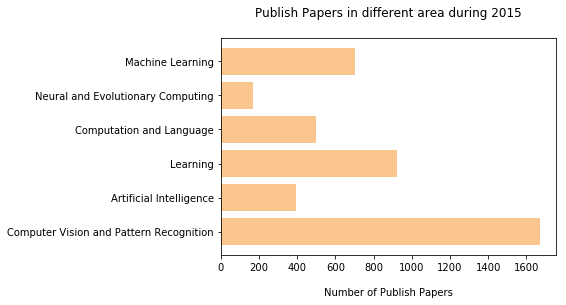 Publish Papers in different area during 2015
Machine Learning
Neural and Evolutionary Computing
Computation and Language
Learning
Artificial Intelligence
Computer Vision and Pattern Recognition
0 200 400 600 800 1000 1200 1400 1600
Number of Publish Papers